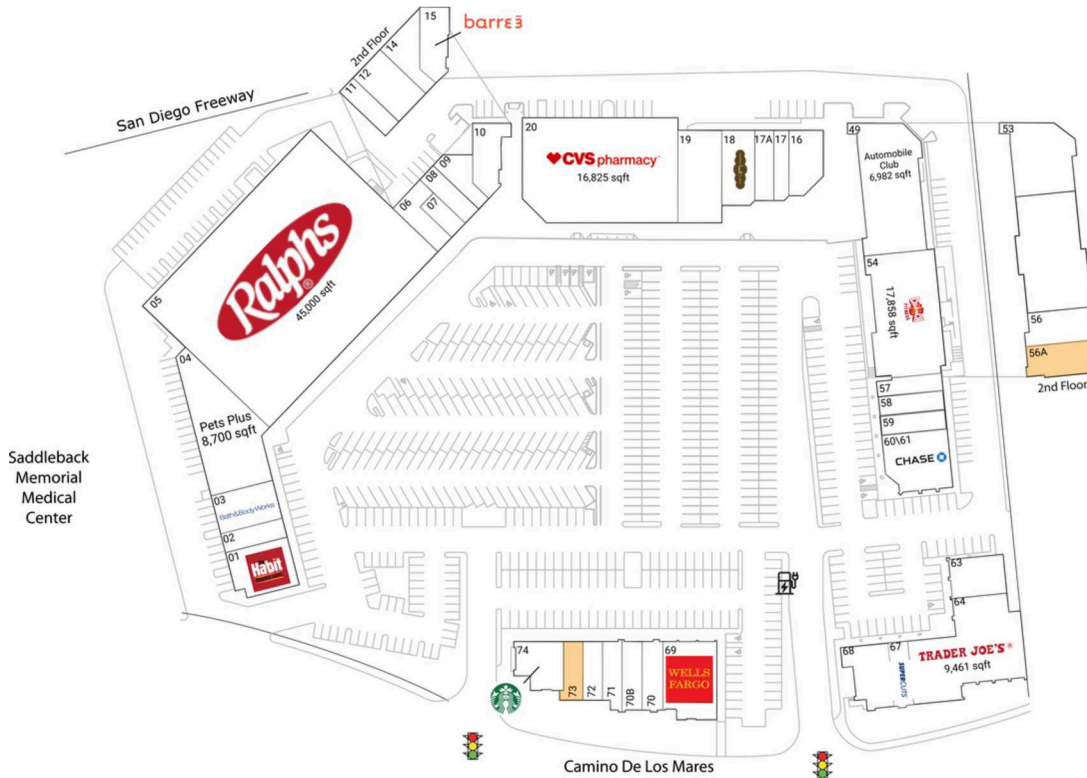 15
barre3
2nd Floor
14
12
11
San Diego Freeway
10
09
08
07
06
20
CVS pharmacy
16,825 sqft
19
18
17A
17
16
49
Automobile
Club
6,982 sqft
53
54
17,858 sqft
56
56A
2nd Floor
Ralphs
45,000 sqft
05
04
Pets Plus
8,700 sqft
57
58
59
60\61
CHASE
Saddleback
Memorial
Medical
Center
03
Bath&BodyWorks
02
01
The Habit
63
64
TRADER JOE'S
9,461 sqft
68
67
SUPERCUTS
74
73
72
71
70B
70
69
WELLS
FARGO
Camino De Los Mares